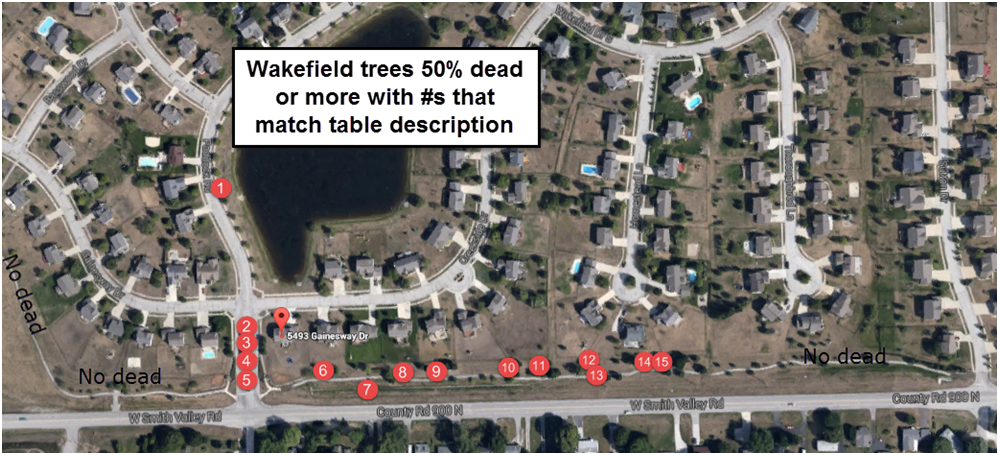 Wakefield Dr E
Wakefield trees 50% dead
or more with #s that
match table description
1
No dead
2
3
5493 Gainesway Dr
4
5
No dead
6
7
8
9
10
11
12
13
14
15
No dead
W Smith Valley Rd
County Rd 900 N
W Smith Valley Rd
County Rd 900 N